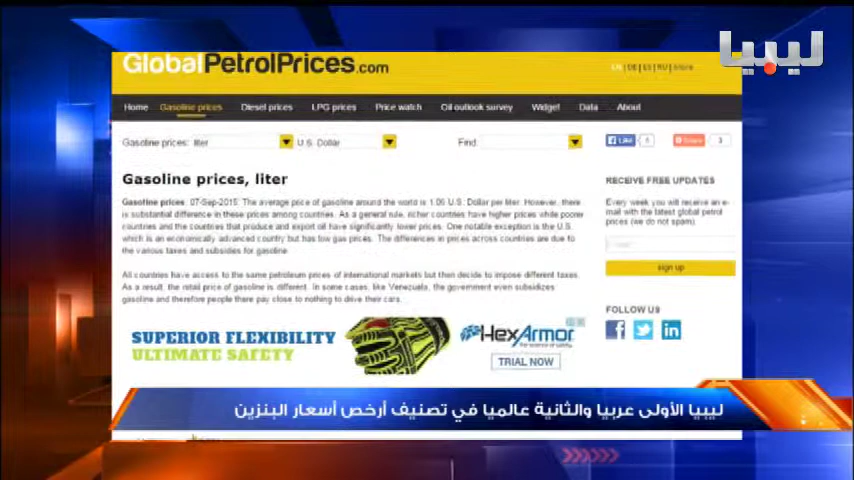 ليبيا
GlobalPetrolPrices.com
EN | DE | ES | RU | More
Home Gasoline prices Diesel prices LPG prices Price watch Oil outlook survey Widget Data About
Gasoline prices: liter U.S. Dollar Find:
Like 6 Share 3
Gasoline prices, liter
Gasoline prices, 07-Sep-2015: The average price of gasoline around the world is 1.06 U.S. Dollar per liter. However, there
is substantial difference in these prices among countries. As a general rule, richer countries have higher prices while poorer
countries and the countries that produce and export oil have significantly lower prices. One notable exception is the U.S.
which is an economically advanced country but has low gas prices. The differences in prices across countries are due to
the various taxes and subsidies for gasoline.
All countries have access to the same petroleum prices of international markets but then decide to impose different taxes.
As a result, the retail price of gasoline is different. In some cases, like Venezuela, the government even subsidizes
gasoline and therefore people there pay close to nothing to drive their cars.
RECEIVE FREE UPDATES
Every week you will receive an e-
mail with the latest global petrol
prices (we do not spam).
sign up
FOLLOW US
SUPERIOR FLEXIBILITY
ULTIMATE SAFETY
HexArmor
TRIAL NOW
ليبيا الأولى عربيا والثانية عالميا في تصنيف أرخص أسعار البنزين